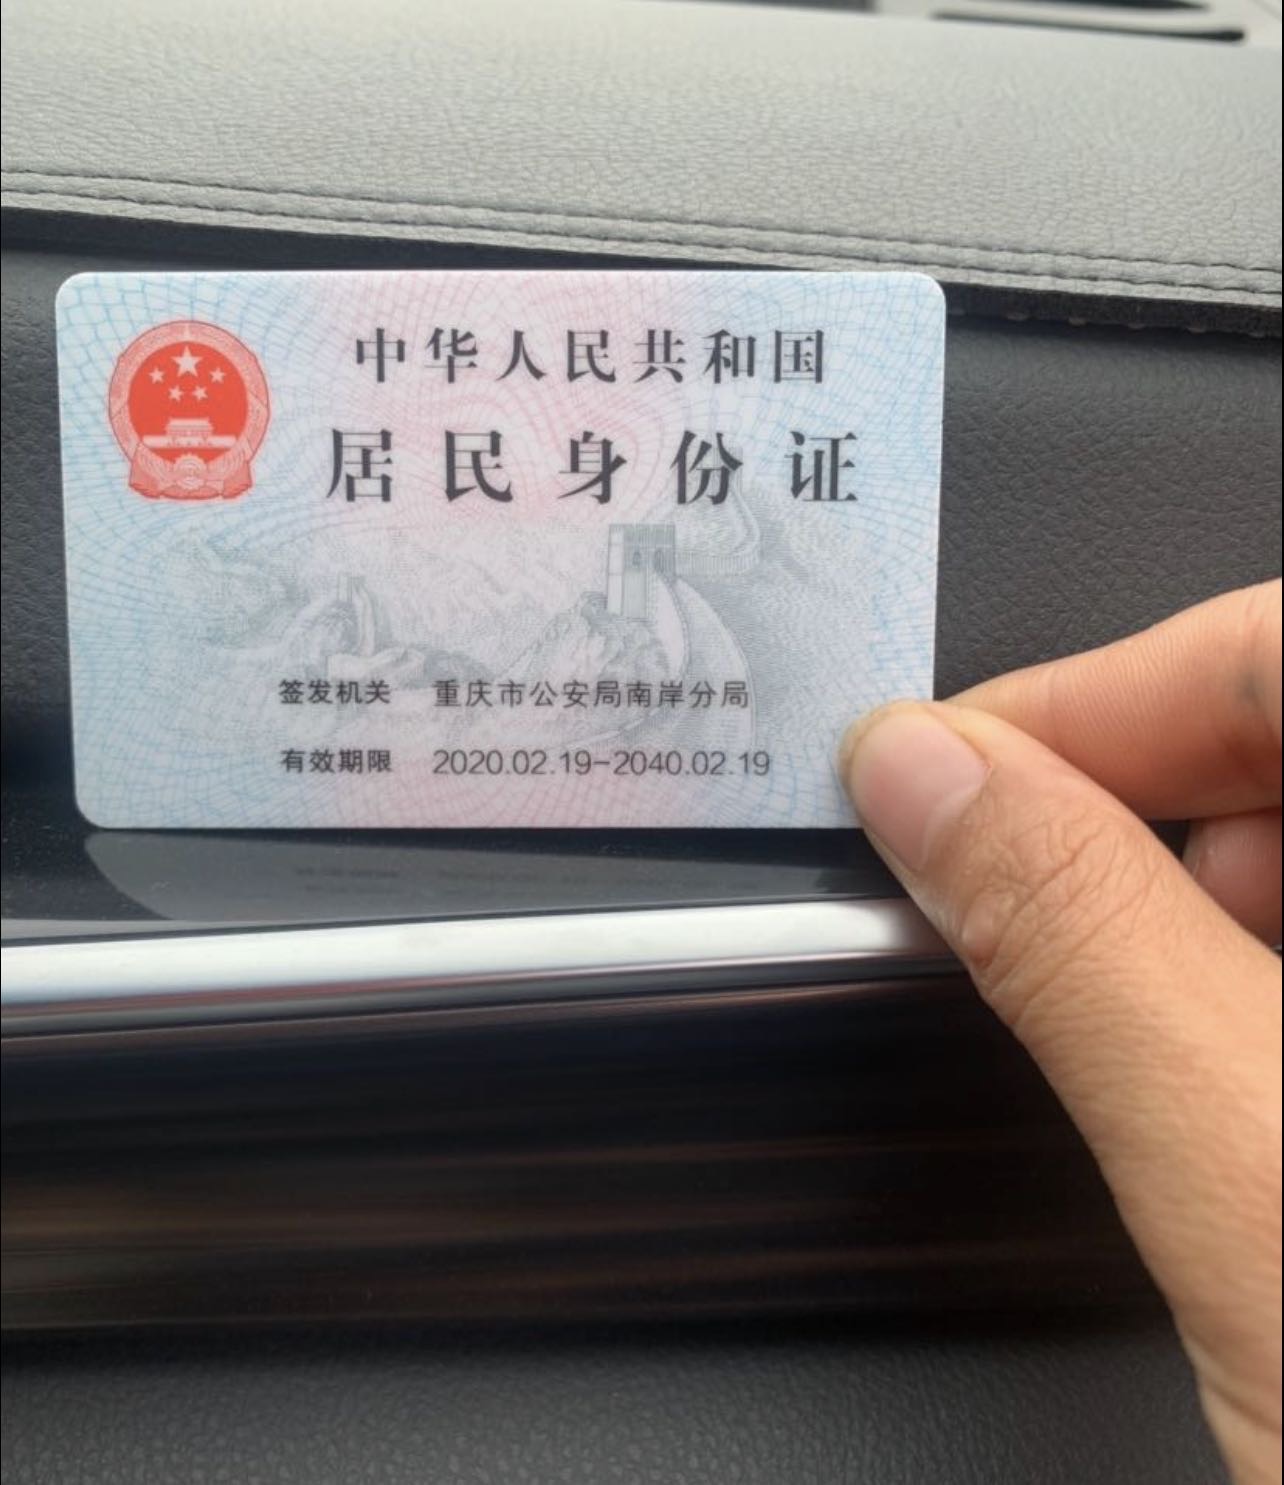 中华人民共和国
居民身份证
签发机关 重庆市公安局南岸分局
有效期限 2020.02.19-2040.02.19